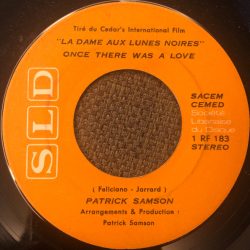 Tiré du Cedar's International Film
"LA DAME AUX LUNES NOIRES"
ONCE THERE WAS A LOVE
SLD
SACEM
CEMED
Société
Libanaise
du Disque
1 RF 183
STEREO
( Feliciano - Jarrard )
PATRICK SAMSON
Arrangements & Production :
Patrick Samson